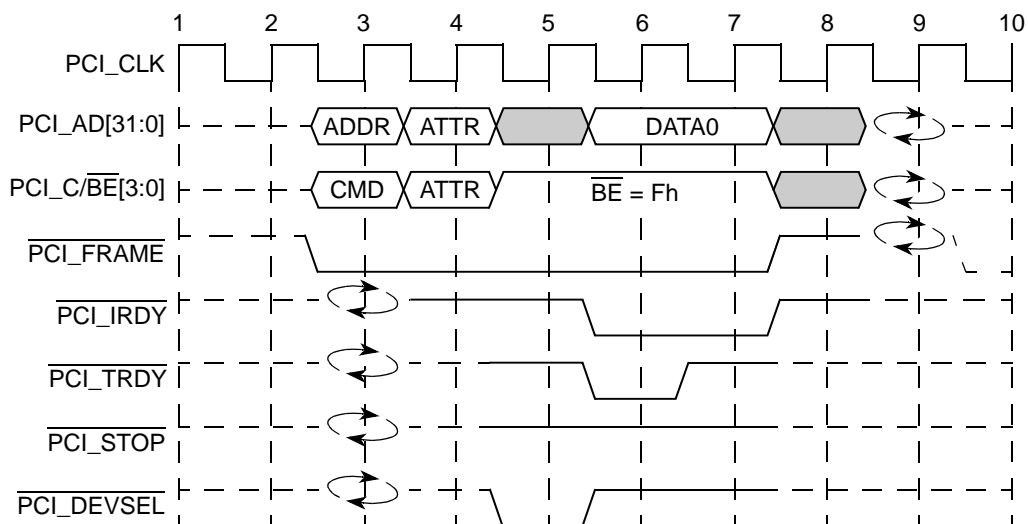 1 2 3 4 5 6 7 8 9 10
PCI_CLK
PCI_AD[31:0] ADDR ATTR DATA0
PCI_C/BE[3:0] CMD ATTR BE = Fh
PCI_FRAME
PCI_IRDY
PCI_TRDY
PCI_STOP
PCI_DEVSEL